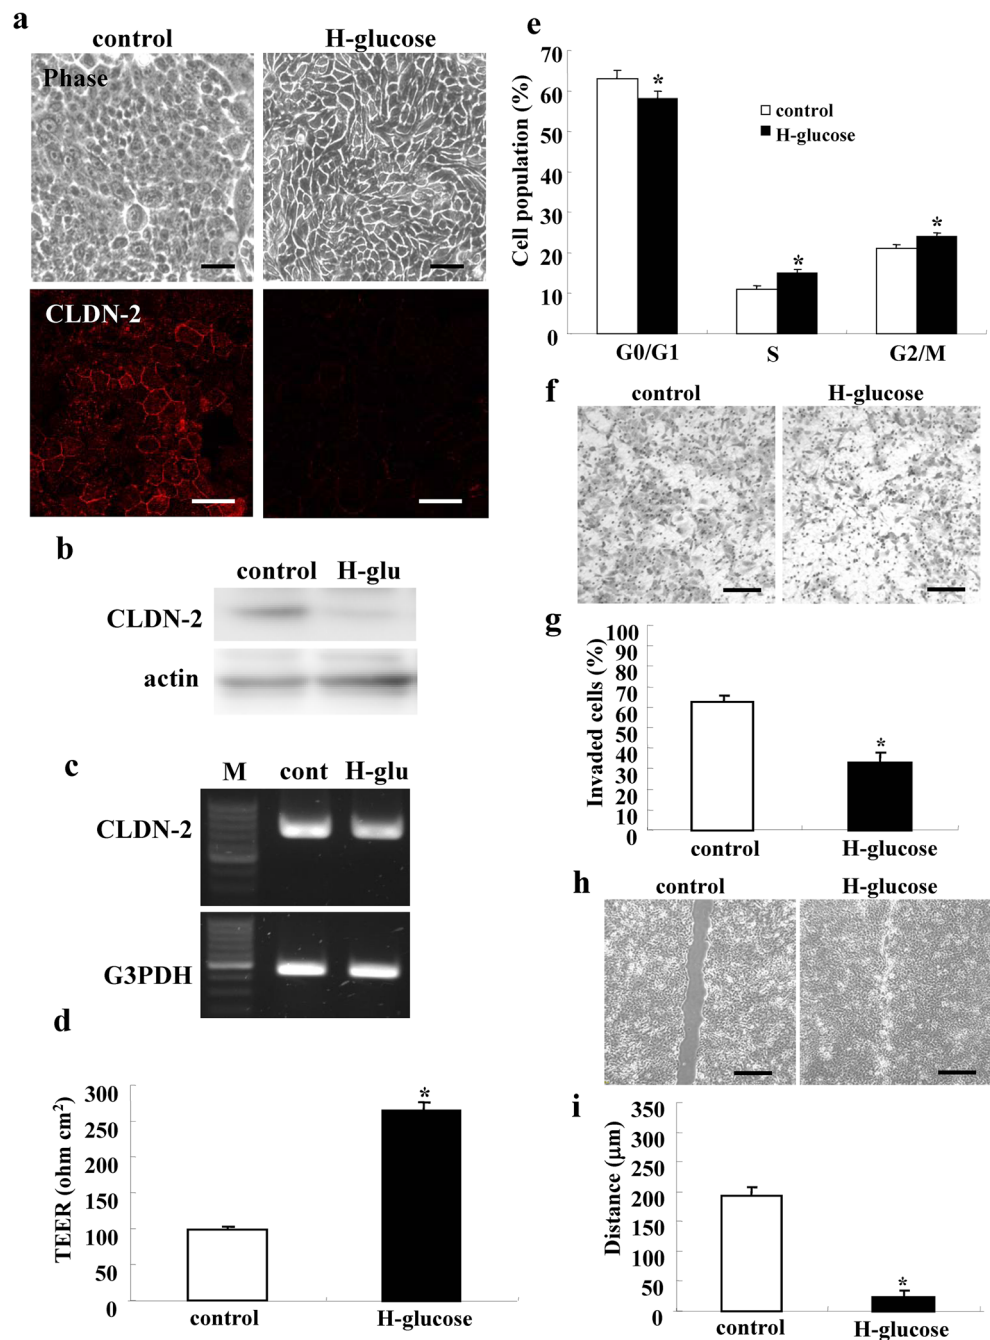 a
control H-glucose
Phase
CLDN-2
b
control H-glu
CLDN-2
actin
c
M cont H-glu
CLDN-2
G3PDH
d
TEER (ohm cm²)
300
250
200
150
100
50
0
control H-glucose
*
e
Cell population (%)
70
60
50
40
30
20
10
0
* * *
control
H-glucose
G0/G1 S G2/M
f
control H-glucose
g
Invaded cells (%)
100
90
80
70
60
50
40
30
20
10
0
*
control H-glucose
h
control H-glucose
i
Distance (μm)
350
300
200
150
50
0
*
control H-glucose